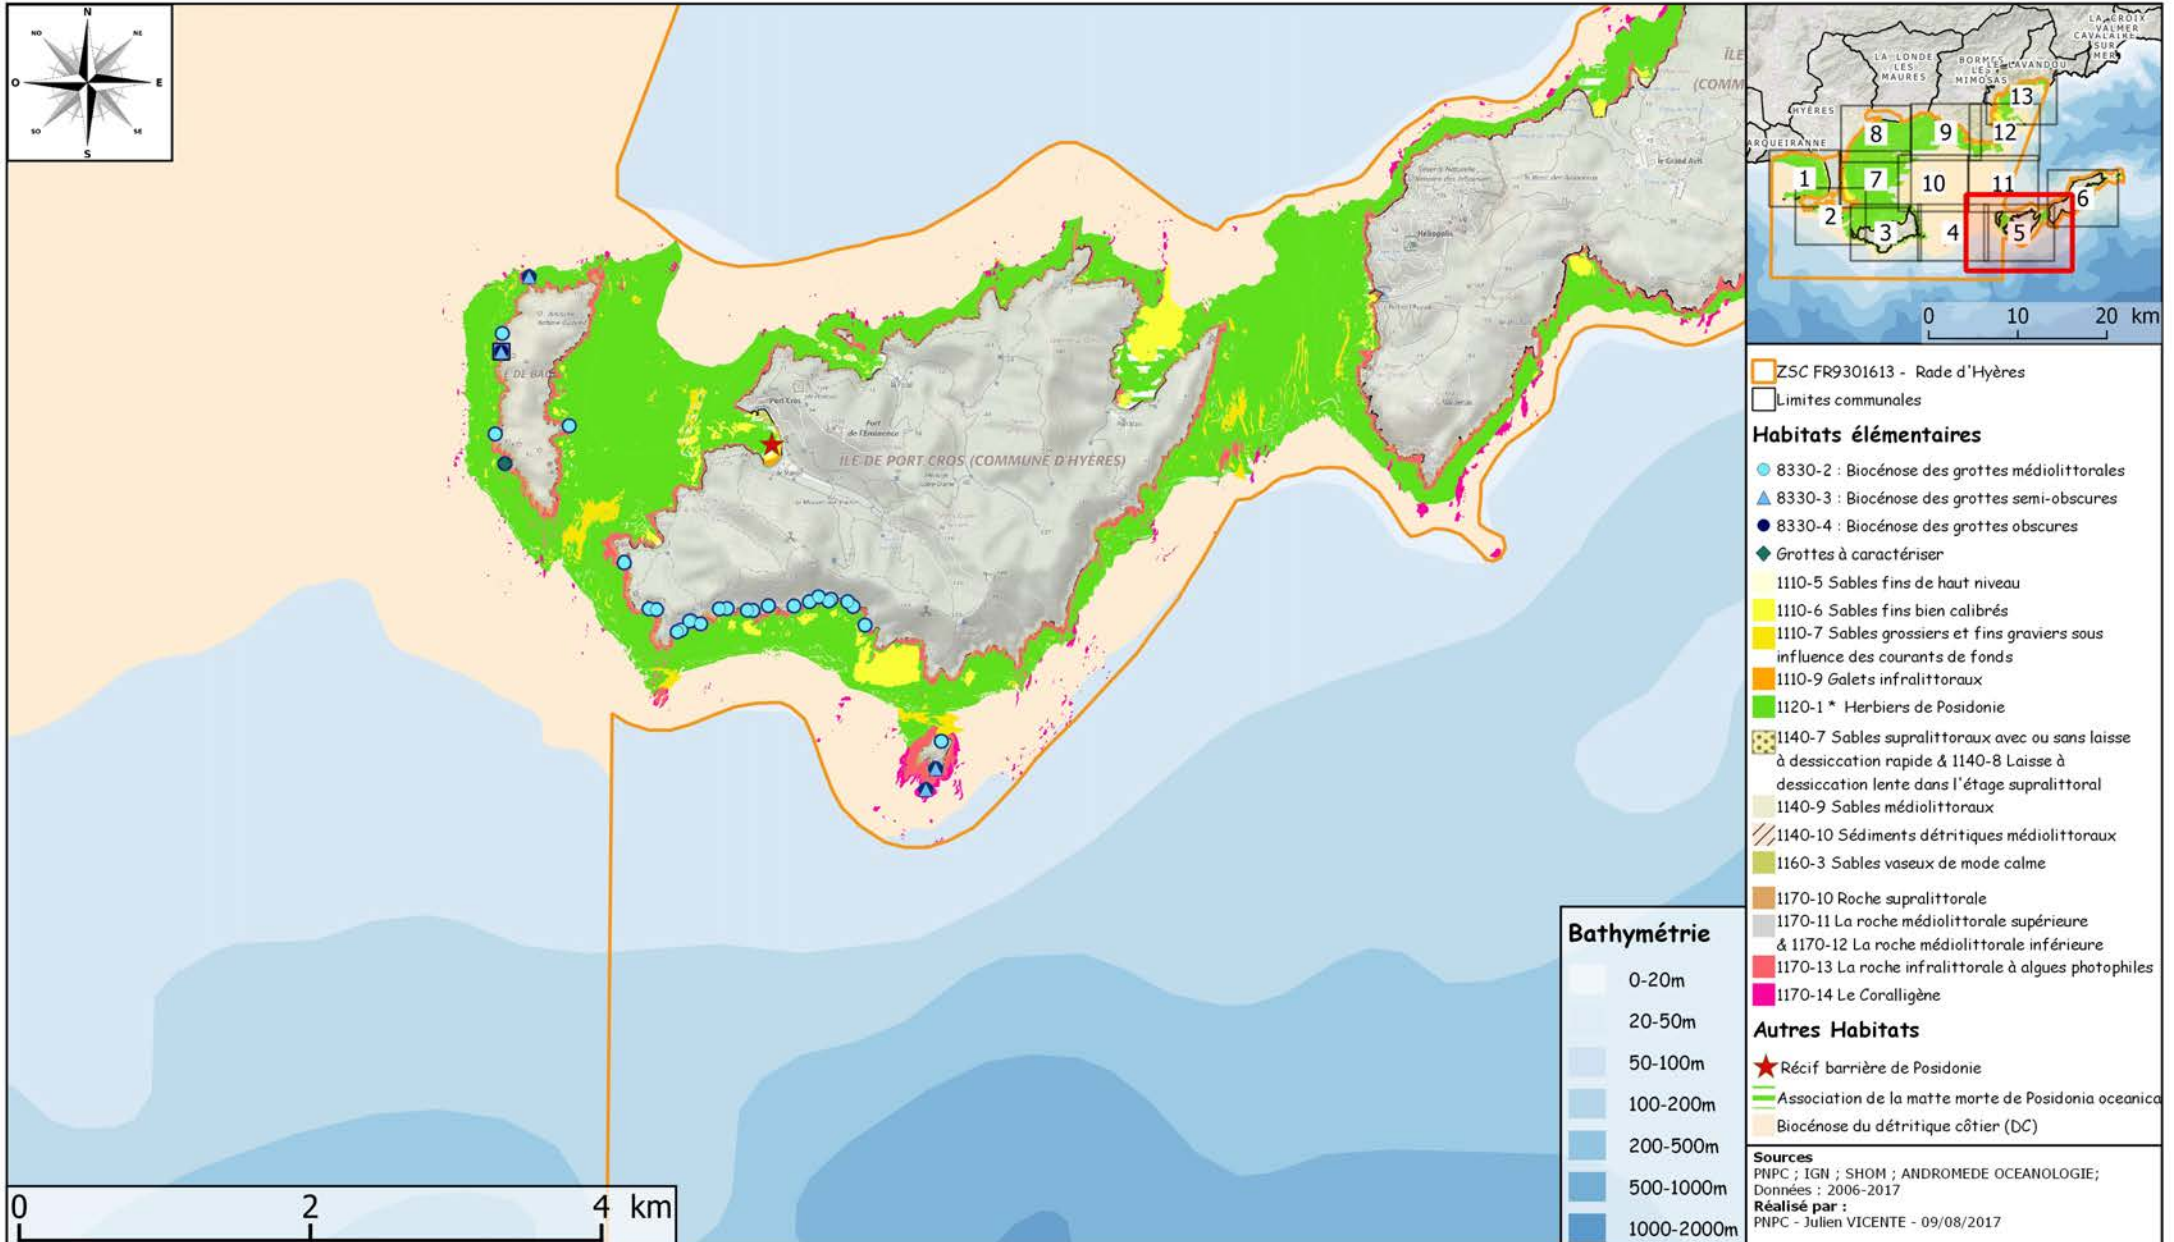 N
NO
NE
O
E
SO
SE
S
ÎLE
(COMM
Héliopolis
le Grand Avis
E DE BAG
Port Cros
Fort
de l'Eminence
ILE DE PORT CROS (COMMUNE D'HYÈRES)
0 2 4 km
Bathymétrie
0-20m
20-50m
50-100m
100-200m
200-500m
500-1000m
1000-2000m
LA CROIX
VALMER
CAVALAIRE
SUR
MER
LA LONDE
LES
MAURES
BORMES
LES
MIMOSAS
LE LAVANDOU
HYÈRES
ARQUEIRANNE
13
8
9
12
1
7
10
11
6
2
3
4
5
0 10 20 km
ZSC FR9301613 - Rade d'Hyères
Limites communales
Habitats élémentaires
8330-2 : Biocénose des grottes médiolittorales
8330-3 : Biocénose des grottes semi-obscures
8330-4 : Biocénose des grottes obscures
Grottes à caractériser
1110-5 Sables fins de haut niveau
1110-6 Sables fins bien calibrés
1110-7 Sables grossiers et fins graviers sous
influence des courants de fonds
1110-9 Galets infralittoraux
1120-1 * Herbiers de Posidonie
1140-7 Sables supralittoraux avec ou sans laisse
à dessiccation rapide & 1140-8 Laisse à
dessiccation lente dans l'étage supralittoral
1140-9 Sables médiolittoraux
1140-10 Sédiments détritiques médiolittoraux
1160-3 Sables vaseux de mode calme
1170-10 Roche supralittorale
1170-11 La roche médiolittorale supérieure
& 1170-12 La roche médiolittorale inférieure
1170-13 La roche infralittorale à algues photophiles
1170-14 Le Coralligène
Autres Habitats
Récif barrière de Posidonie
Association de la matte morte de Posidonia oceanica
Biocénose du détritique côtier (DC)
Sources
PNPC ; IGN ; SHOM ; ANDROMEDE OCEANOLOGIE;
Données : 2006-2017
Réalisé par :
PNPC - Julien VICENTE - 09/08/2017